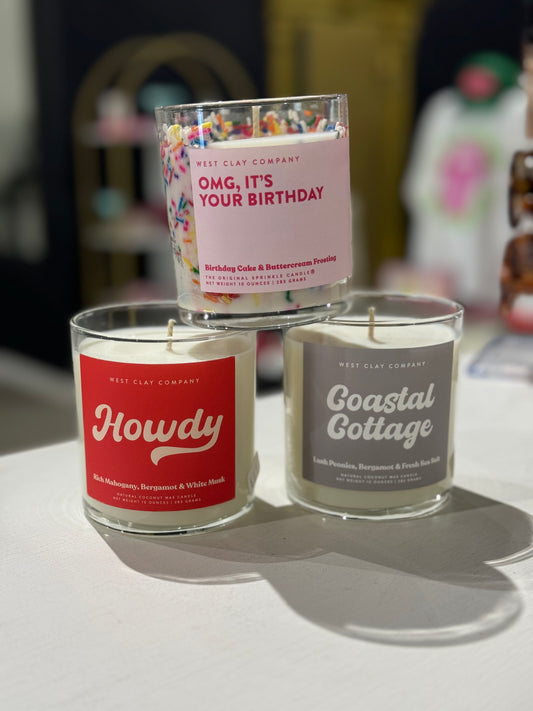 WEST CLAY COMPANY
OMG, IT'S
YOUR BIRTHDAY
Birthday Cake & Buttercream Frosting
THE ORIGINAL SPRINKLE CANDLE®
NET WEIGHT 10 OUNCES | 283 GRAMS
WEST CLAY COMPANY
Howdy
Rich Mahogany, Bergamot & White Musk
NATURAL COCONUT WAX CANDLE
NET WEIGHT 10 OUNCES | 283 GRAMS
WEST CLAY COMPANY
Coastal
Cottage
Lush Peonies, Bergamot & Fresh Sea Salt
NATURAL COCONUT WAX CANDLE
NET WEIGHT 10 OUNCES | 283 GRAMS